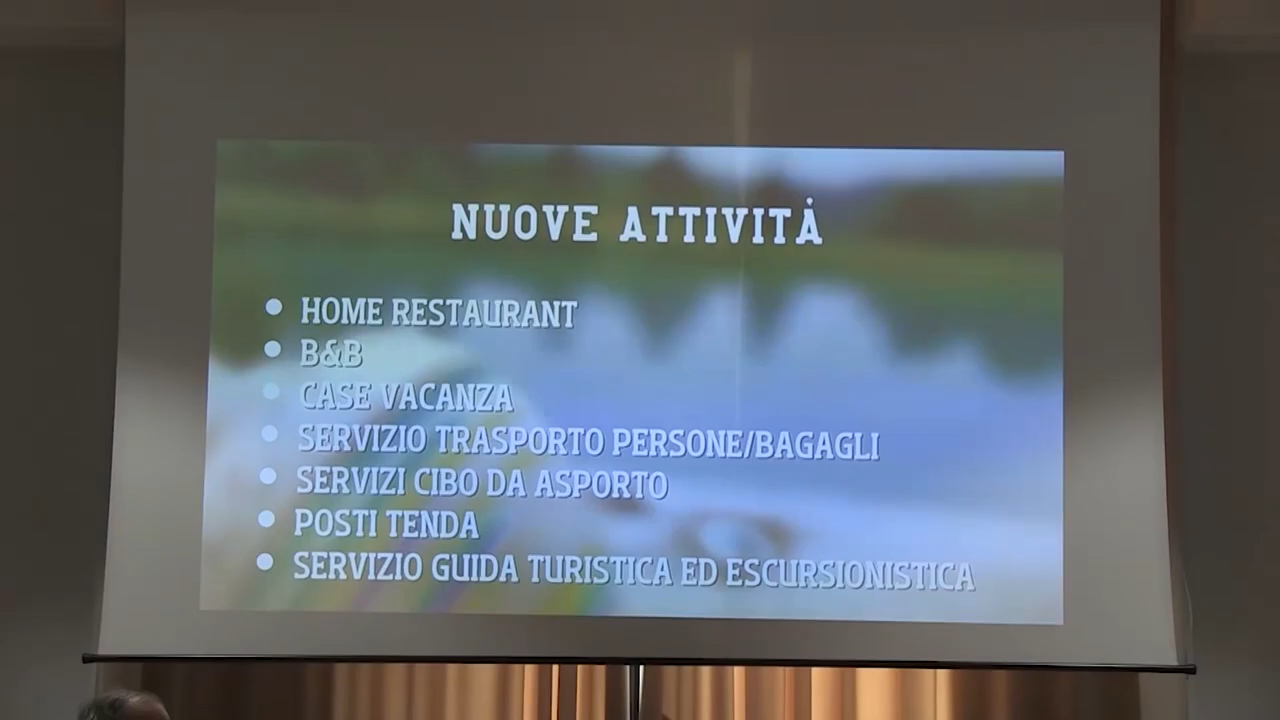 NUOVE ATTIVITÀ
• HOME RESTAURANT
• B&B
• CASE VACANZA
• SERVIZIO TRASPORTO PERSONE/BAGAGLI
• SERVIZI CIBO DA ASPORTO
• POSTI TENDA
• SERVIZIO GUIDA TURISTICA ED ESCURSIONISTICA